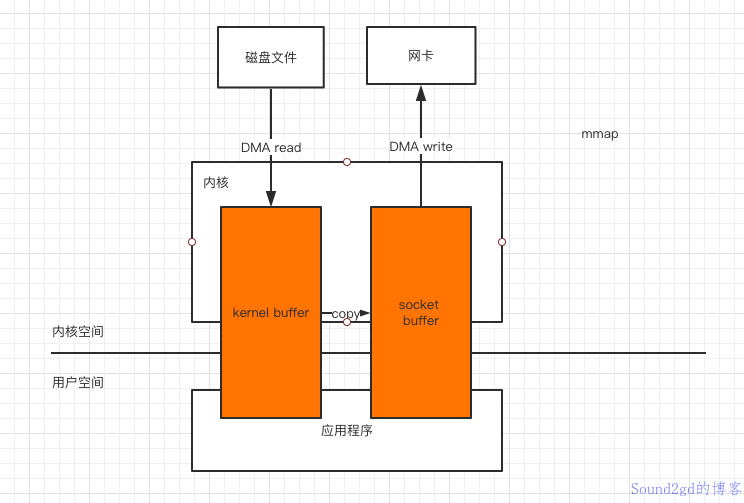 磁盘文件
网卡
mmap
DMA read
DMA write
内核
kernel buffer
copy
socket
buffer
内核空间
用户空间
应用程序
Sound2gd的博客